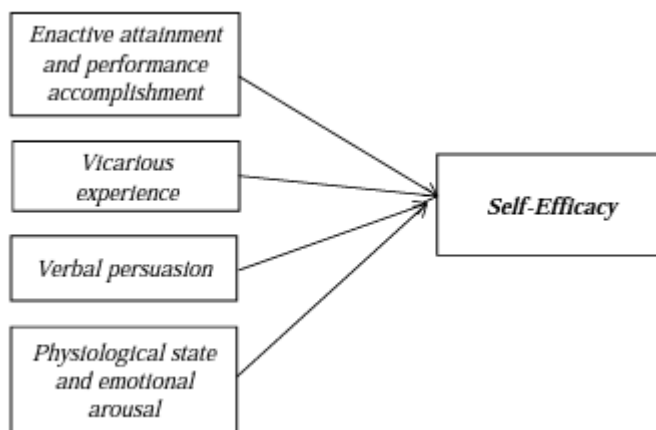 Enactive attainment
and performance
accomplishment
Vicarious
experience
Verbal persuasion
Physiological state
and emotional
arousal
Self-Efficacy